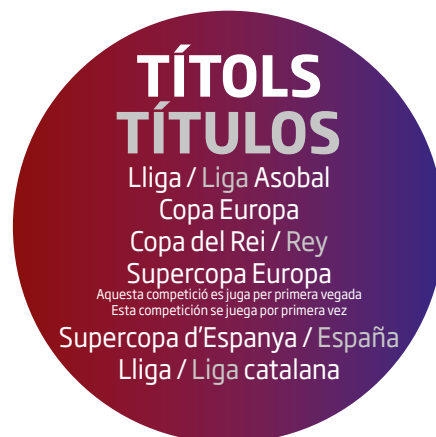 TÍTOLS
TÍTULOS
Lliga / Liga Asobal
Copa Europa
Copa del Rei / Rey
Supercopa Europa
Aquesta competició es juga per primera vegada
Esta competición se juega por primera vez
Supercopa d'Espanya / España
Lliga / Liga catalana